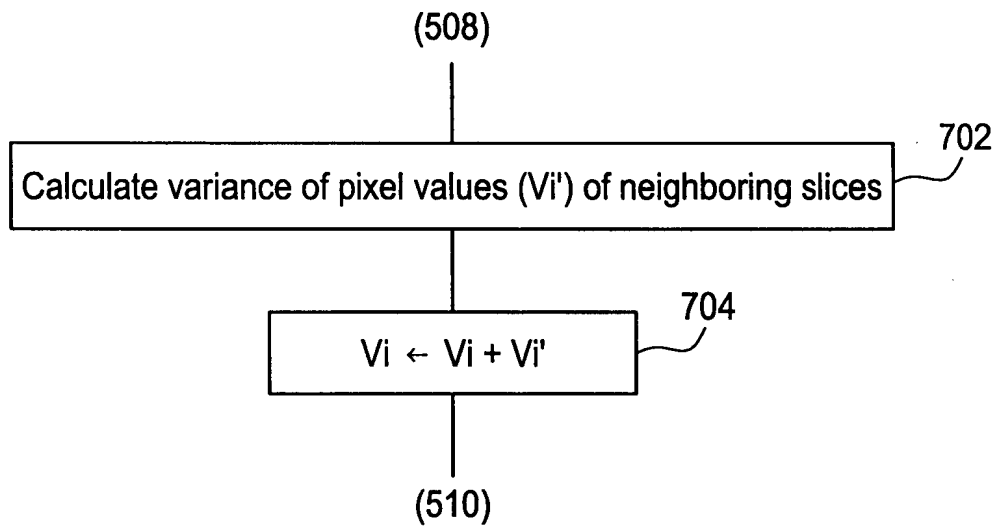 (508)
702
Calculate variance of pixel values (Vi') of neighboring slices
704
Vi ← Vi + Vi'
(510)